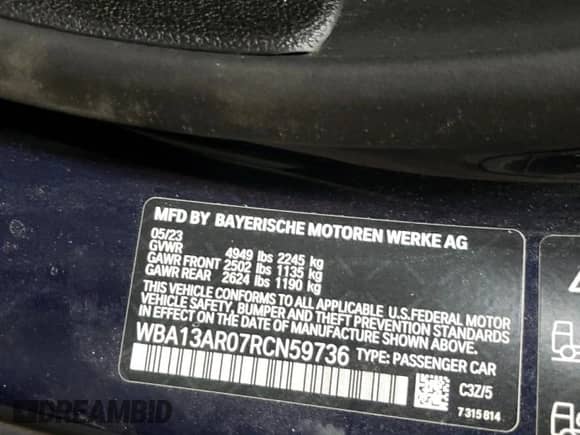 MFD BY BAYERISCHE MOTOREN WERKE AG
05/23
GVWR 4949 lbs 2245 kg
GAWR FRONT 2502 lbs 1135 kg
GAWR REAR 2624 lbs 1190 kg
THIS VEHICLE CONFORMS TO ALL APPLICABLE U.S.FEDERAL MOTOR
VEHICLE SAFETY, BUMPER AND THEFT PREVENTION STANDARDS
IN EFFECT ON THE DATE OF MANUFACTURE SHOWN ABOVE.
WBA13AR07RCN59736 TYPE: PASSENGER CAR
C3Z/5
7 315 814
DREAMBID